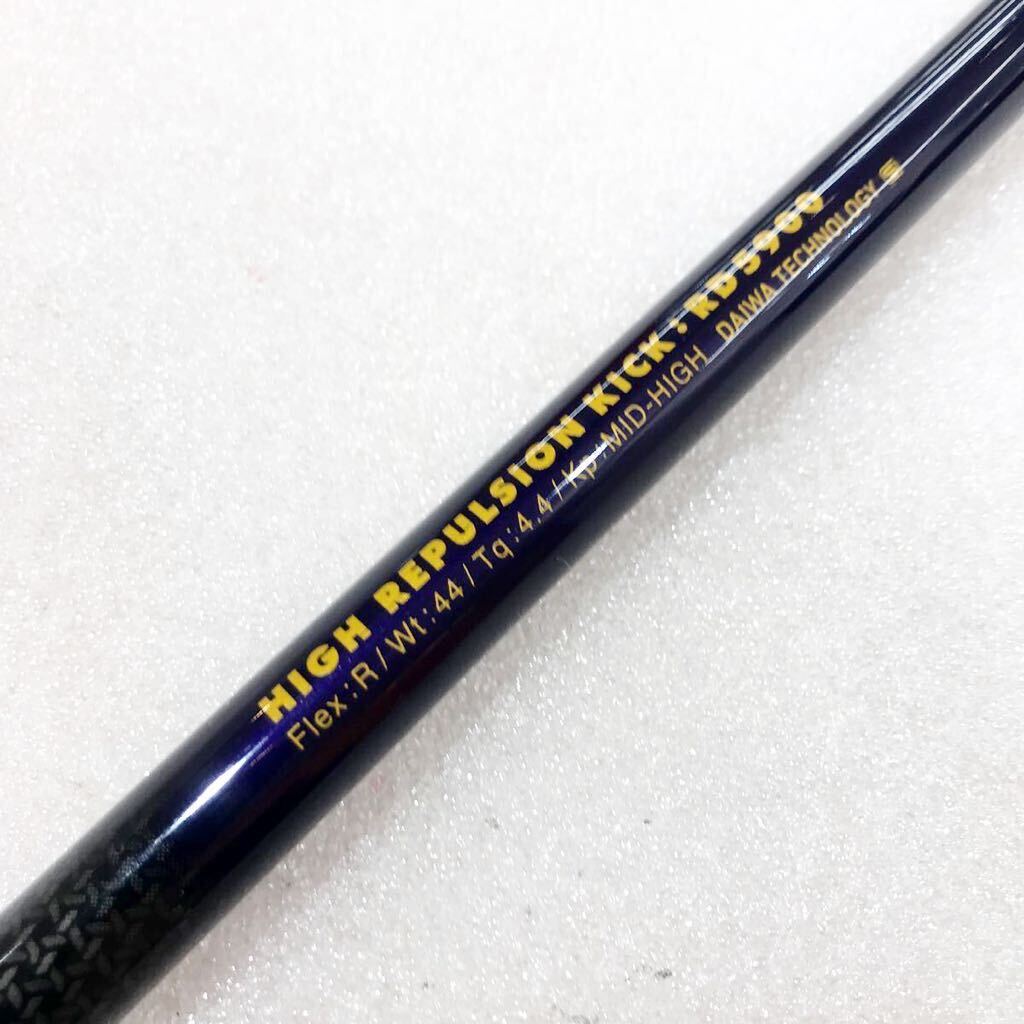 HIGH REPULSION KICK : RD5900
Flex:R / Wt:44 / Tq:4.4 / Kp:MID-HIGH DAIWA TECHNOLOGY